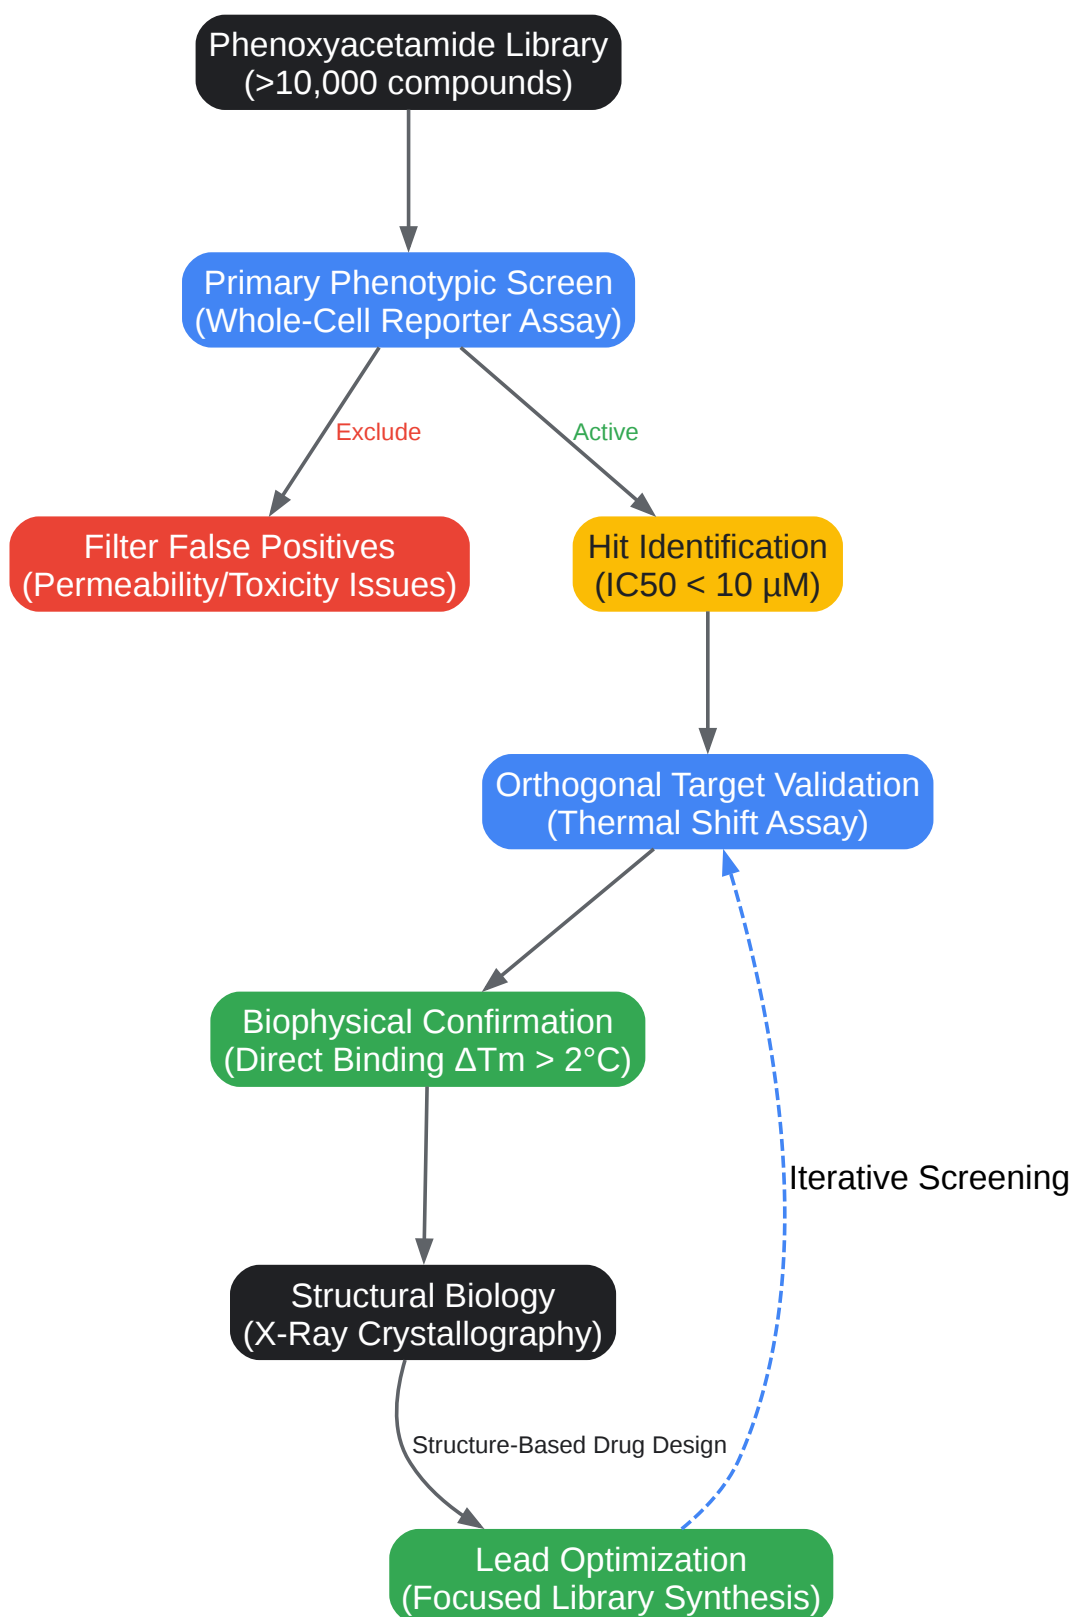 Phenoxyacetamide Library
(>10,000 compounds)
Primary Phenotypic Screen
(Whole-Cell Reporter Assay)
Exclude
Active
Filter False Positives
(Permeability/Toxicity Issues)
Hit Identification
(IC50 < 10 µM)
Orthogonal Target Validation
(Thermal Shift Assay)
Biophysical Confirmation
(Direct Binding ΔTm > 2°C)
Iterative Screening
Structural Biology
(X-Ray Crystallography)
Structure-Based Drug Design
Lead Optimization
(Focused Library Synthesis)